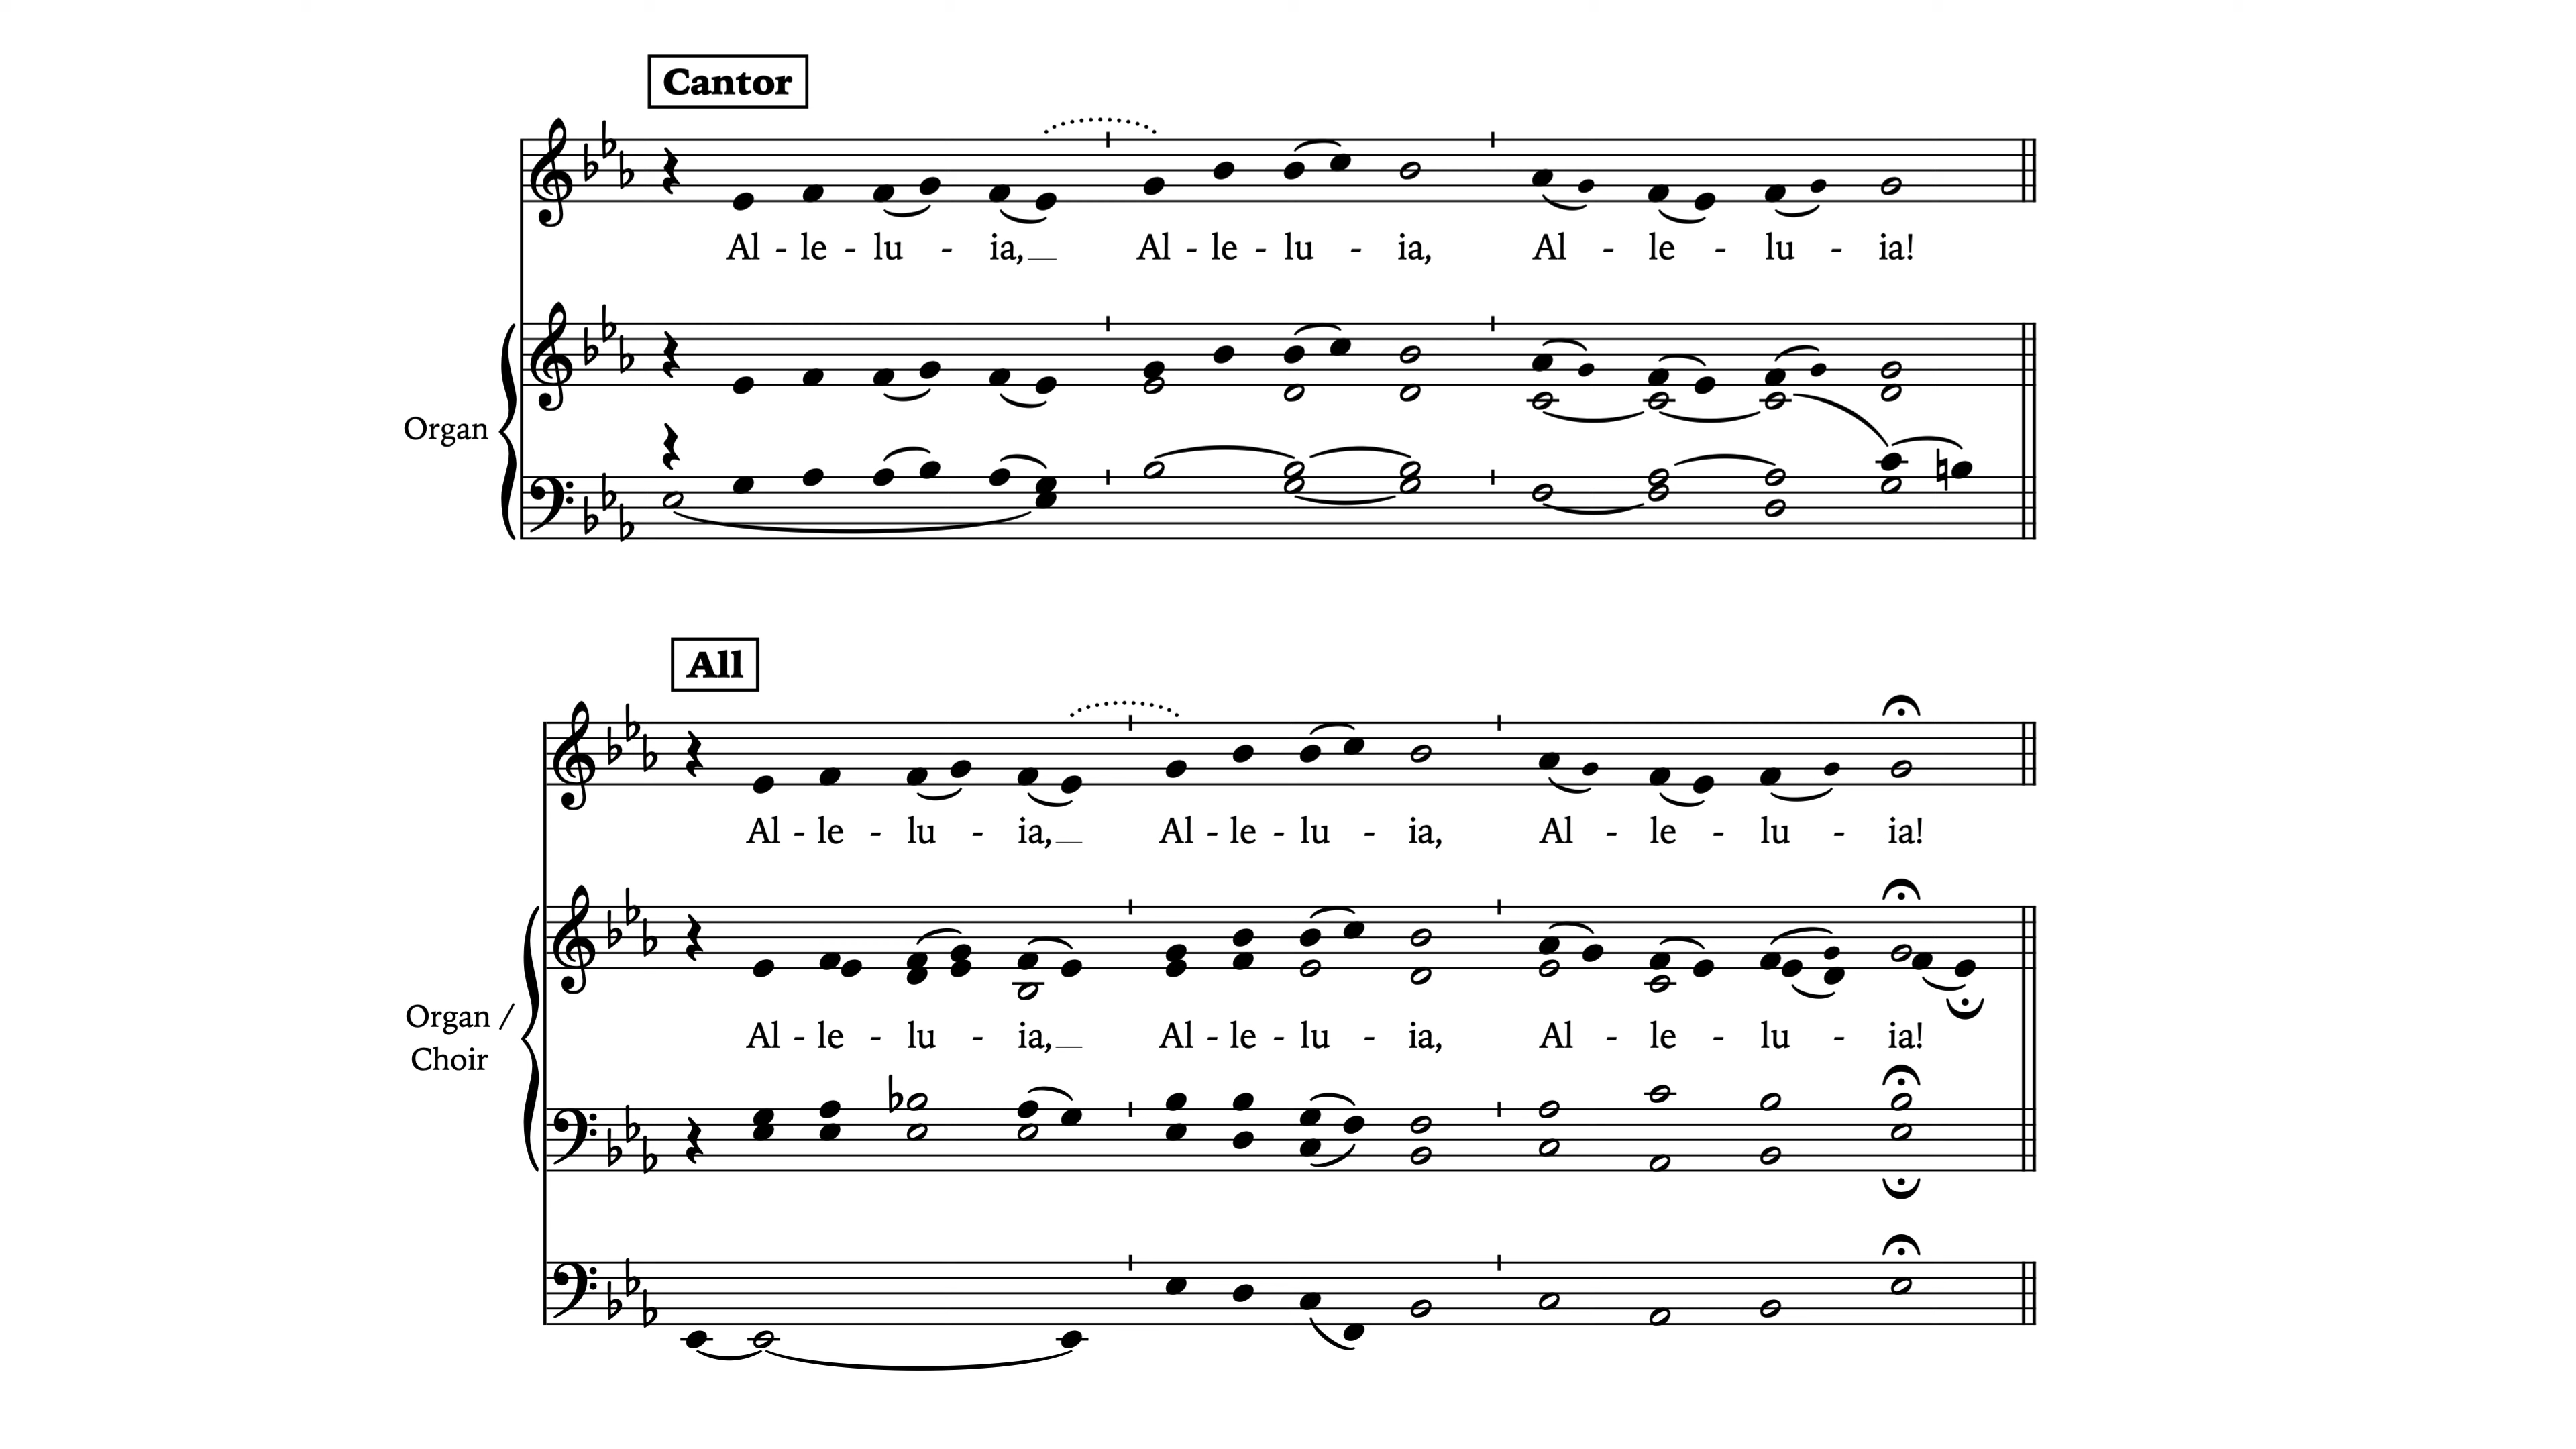 Cantor
Al - le - lu - ia, Al - le - lu - ia, Al - le - lu - ia!
Organ
All
Al - le - lu - ia, Al - le - lu - ia, Al - le - lu - ia!
Organ /
Choir
Al - le - lu - ia, Al - le - lu - ia, Al - le - lu - ia!